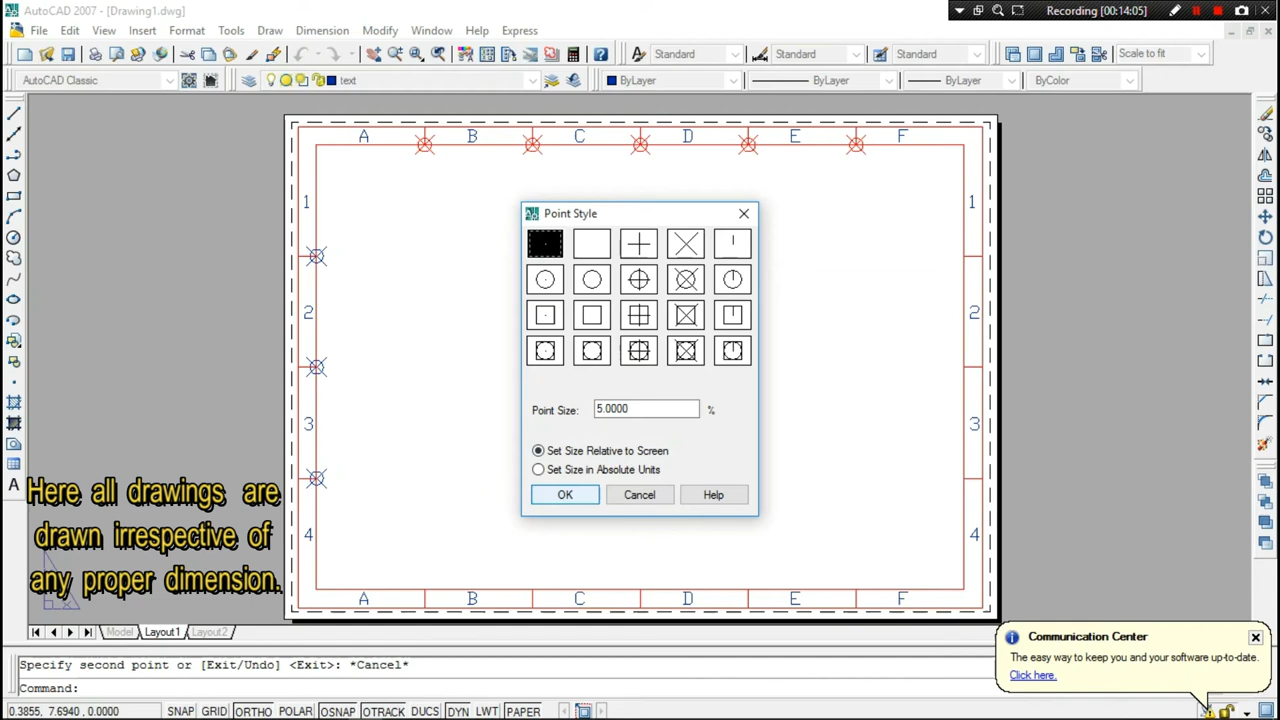 AutoCAD 2007 - [Drawing1.dwg]
Recording (00:14:05)
File Edit View Insert Format Tools Draw Dimension Modify Window Help Express
Standard Standard Standard Scale to fit
AutoCAD Classic text ByLayer ByLayer ByLayer ByColor
A B C D E F
1 1
2 2
3 3
4 4
A B C D E F
Point Style
Point Size: 5.0000 %
Set Size Relative to Screen
Set Size in Absolute Units
OK Cancel Help
Here all drawings are
drawn irrespective of
any proper dimension.
A
Model Layout1 Layout2
Communication Center
The easy way to keep you and your software up-to-date.
Click here.
Specify second point or [Exit/Undo] <Exit>: *Cancel*
Command:
0.3855, 7.6940, 0.0000 SNAP GRID ORTHO POLAR OSNAP OTRACK DUCS DYN LWT PAPER